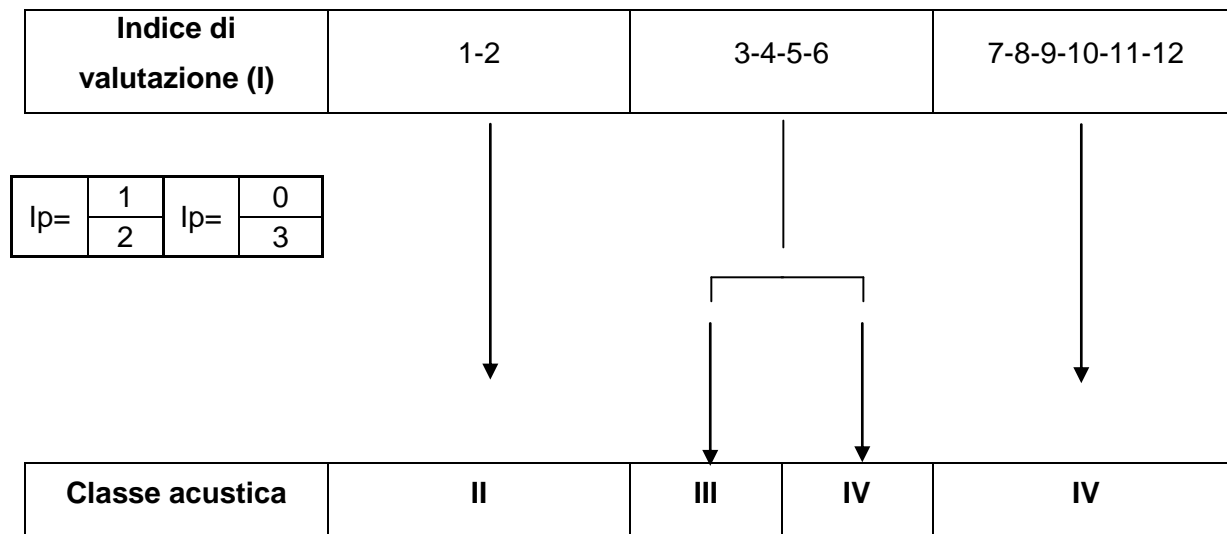 Indice di
valutazione (I) 1-2 3-4-5-6 7-8-9-10-11-12
Ip= 1 Ip= 0
2 3
Classe acustica II III IV IV